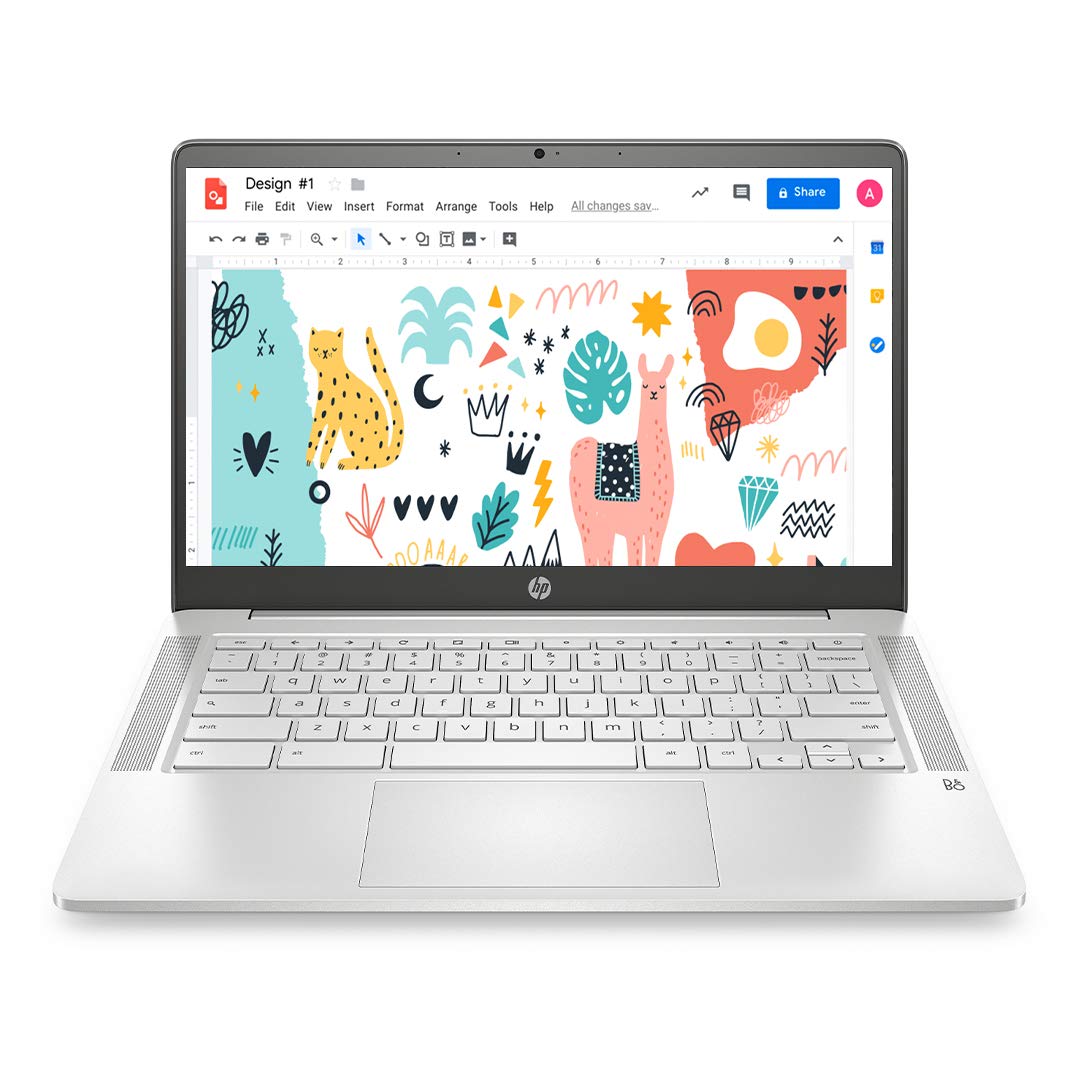 Design #1
File Edit View Insert Format Arrange Tools Help All changes sav...
Share
A
31
1 2 3 4 5 6 7 8 9
1
2
hp
esc
~ ! @ # $ % ^ & * ( ) _ + backspace
` 1 2 3 4 5 6 7 8 9 0 - =
tab q w e r t y u i o p { } |
[ ] \
a s d f g h j k l : " enter
; '
shift z x c v b n m < > ? shift
, . /
ctrl alt alt ctrl
B&O